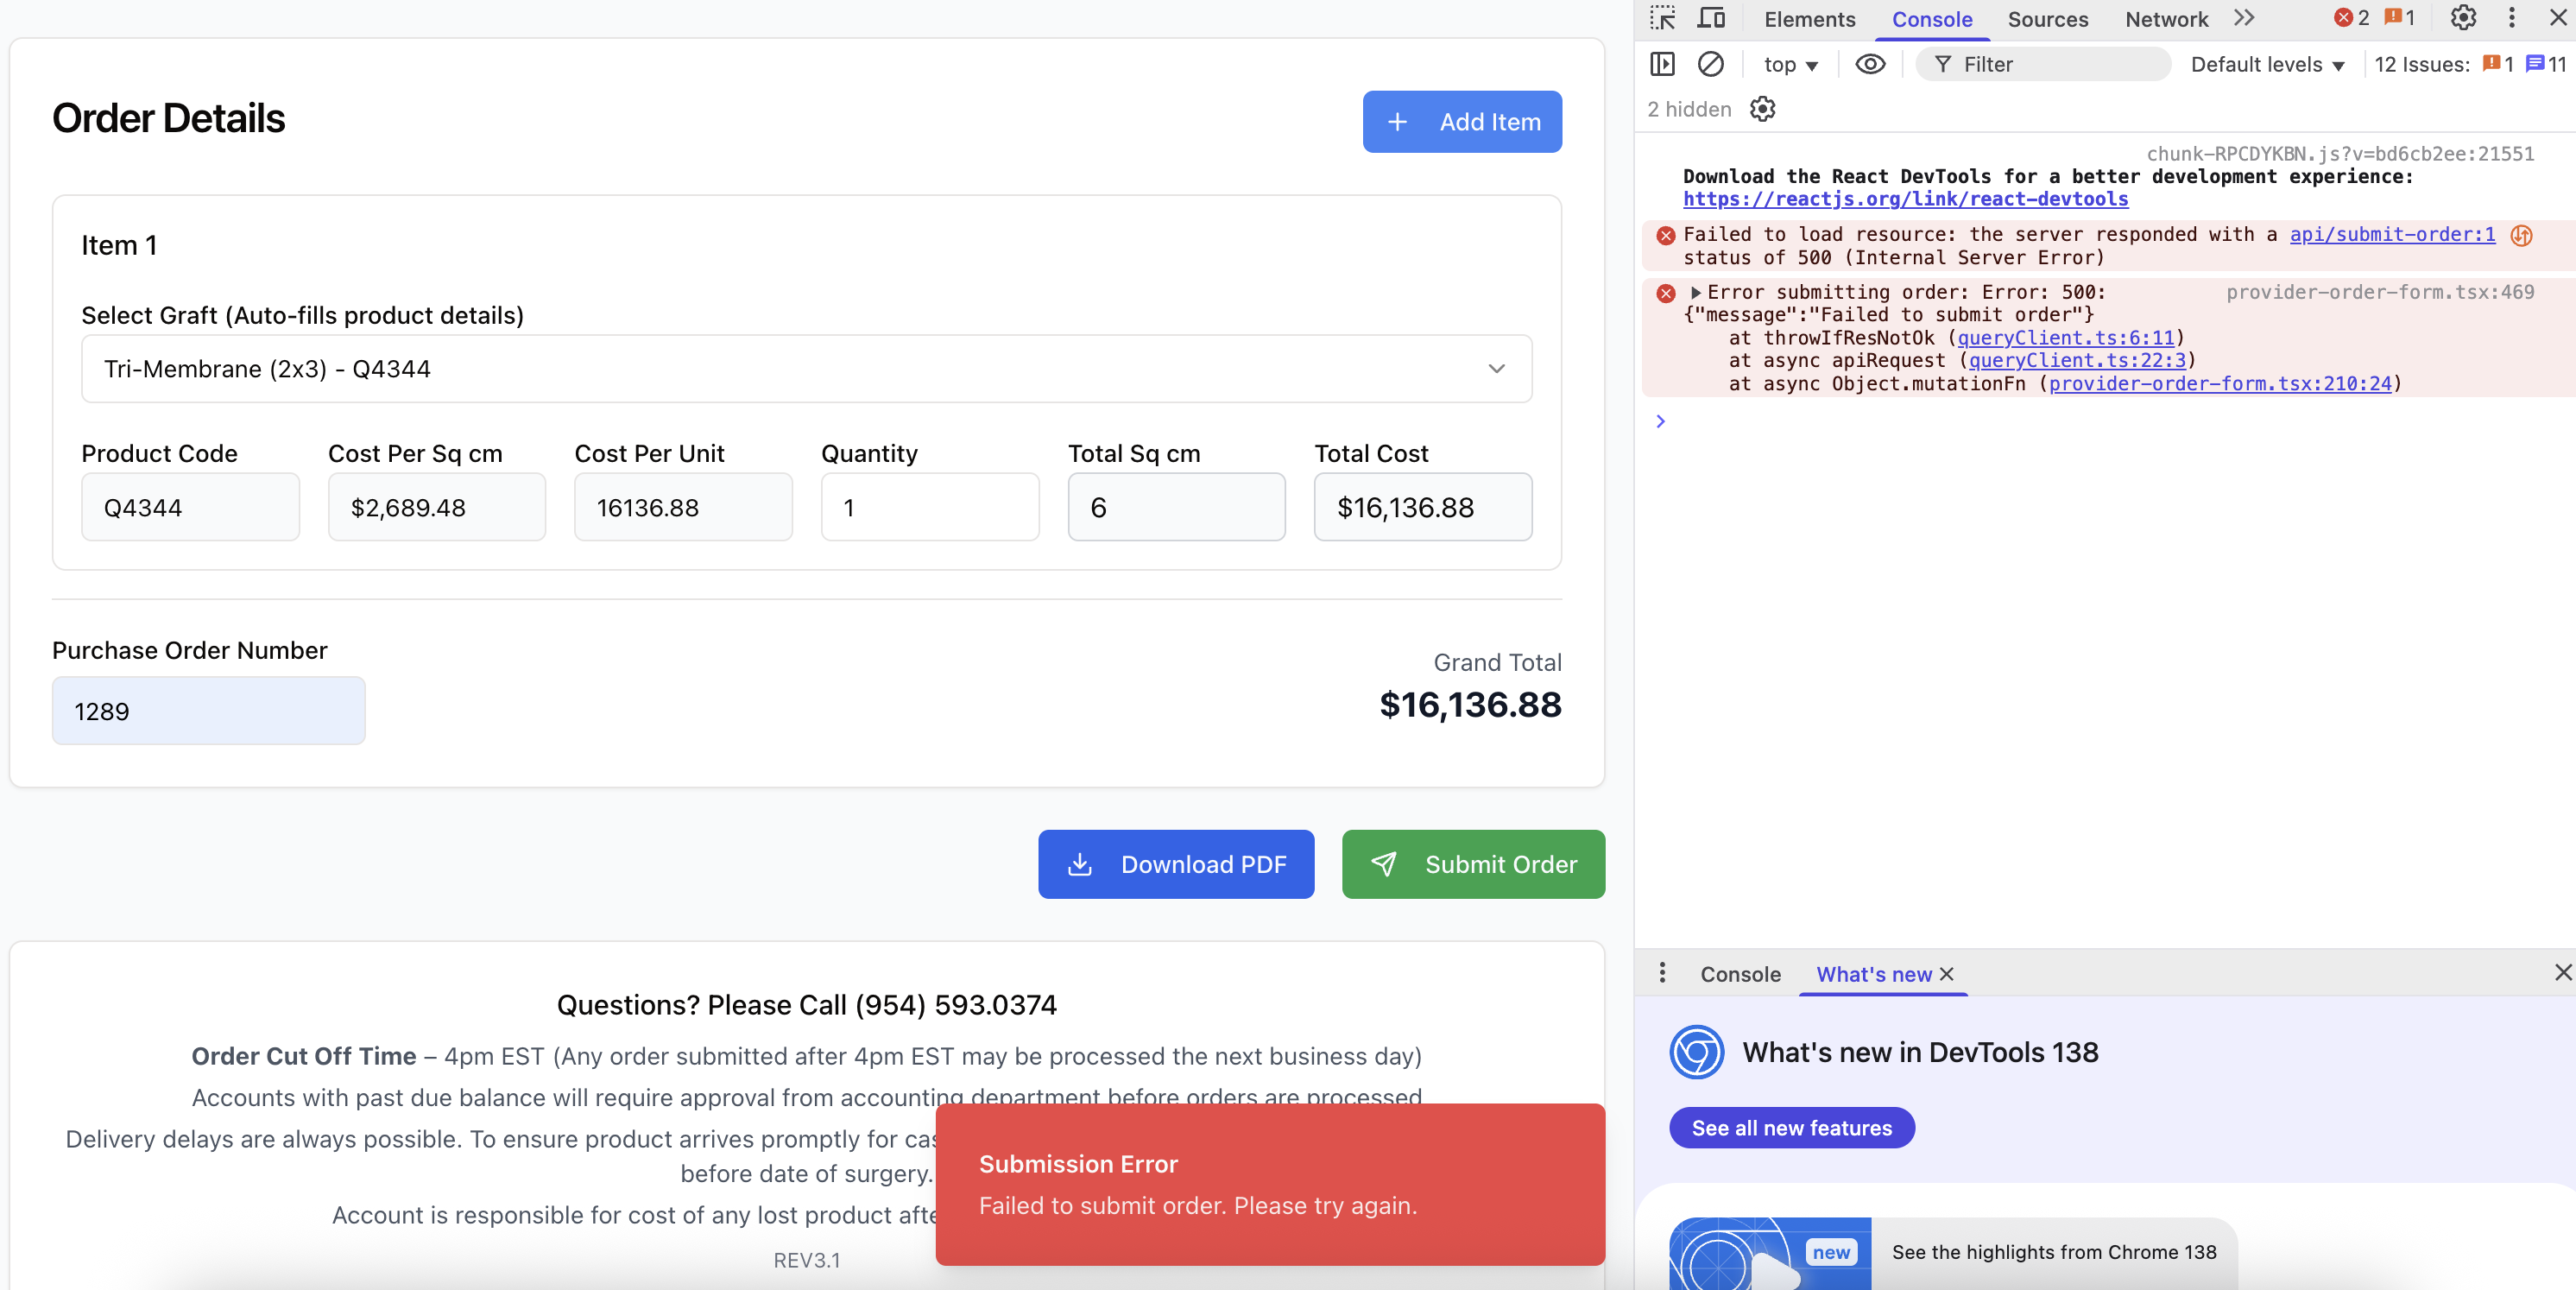 Order Details
+ Add Item
Item 1
Select Graft (Auto-fills product details)
Tri-Membrane (2x3) - Q4344
Product Code Cost Per Sq cm Cost Per Unit Quantity Total Sq cm Total Cost
Q4344 $2,689.48 16136.88 1 6 $16,136.88
Purchase Order Number
1289
Grand Total
$16,136.88
Download PDF
Submit Order
Questions? Please Call (954) 593.0374
Order Cut Off Time – 4pm EST (Any order submitted after 4pm EST may be processed the next business day)
Accounts with past due balance will require approval from accounting department before orders are processed
Delivery delays are always possible. To ensure product arrives promptly for
before date of surgery.
Account is responsible for cost of any lost product
REV3.1
Submission Error
Failed to submit order. Please try again.
Elements Console Sources Network 2 1
top Filter Default levels 12 Issues: 1 11
2 hidden
chunk-RPCDYKBN.js?v=bd6cb2ee:21551
Download the React DevTools for a better development experience:
https://reactjs.org/link/react-devtools
Failed to load resource: the server responded with a api/submit-order:1
status of 500 (Internal Server Error)
Error submitting order: Error: 500: provider-order-form.tsx:469
{"message":"Failed to submit order"}
at throwIfResNotOk (queryClient.ts:6:11)
at async apiRequest (queryClient.ts:22:3)
at async Object.mutationFn (provider-order-form.tsx:210:24)
Console What's new
What's new in DevTools 138
See all new features
new
See the highlights from Chrome 138